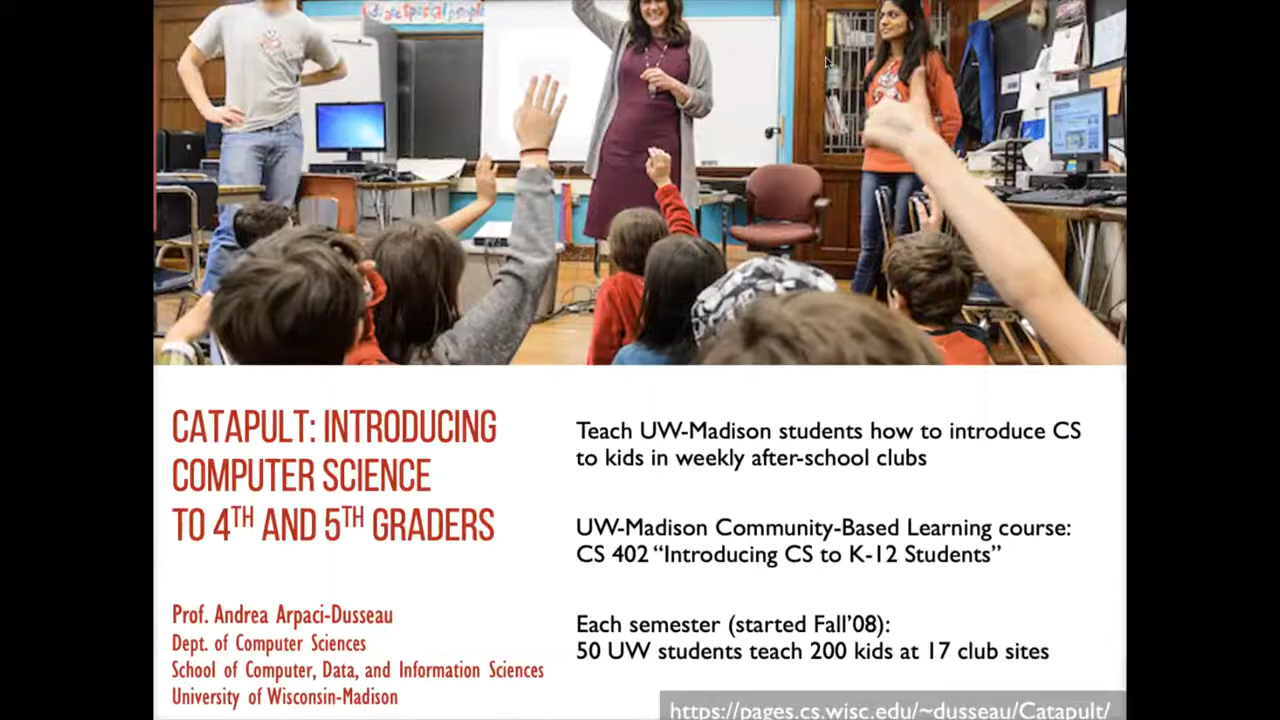 CATAPULT: INTRODUCING
COMPUTER SCIENCE
TO 4TH AND 5TH GRADERS
Prof. Andrea Arpaci-Dusseau
Dept. of Computer Sciences
School of Computer, Data, and Information Sciences
University of Wisconsin-Madison
Teach UW-Madison students how to introduce CS
to kids in weekly after-school clubs
UW-Madison Community-Based Learning course:
CS 402 “Introducing CS to K-12 Students”
Each semester (started Fall’08):
50 UW students teach 200 kids at 17 club sites
https://pages.cs.wisc.edu/~dusseau/Catapult/